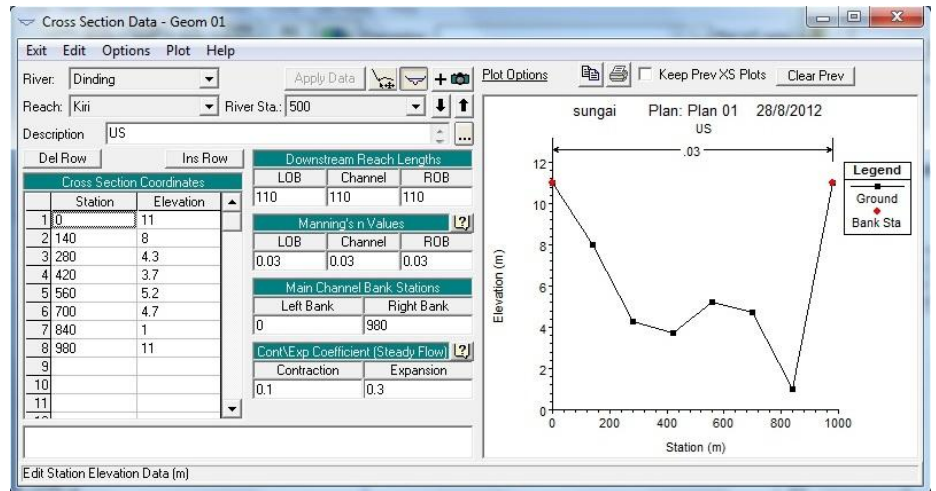 Cross Section Data - Geom 01
Exit Edit Options Plot Help
River: Dinding Apply Data
Reach: Kiri River Sta.: 500
Description US ...
Del Row Ins Row
Cross Section Coordinates
Station Elevation
1 0 11
2 140 8
3 280 4.3
4 420 3.7
5 560 5.2
6 700 4.7
7 840 1
8 980 11
9
10
11
Downstream Reach Lengths
LOB Channel ROB
110 110 110
Manning's n Values ?
LOB Channel ROB
0.03 0.03 0.03
Main Channel Bank Stations
Left Bank Right Bank
0 980
Cont\Exp Coefficient (Steady Flow) ?
Contraction Expansion
0.1 0.3
Edit Station Elevation Data (m)
Plot Options Keep Prev XS Plots Clear Prev
sungai Plan: Plan 01 28/8/2012
US
.03
12
10
8
6
4
2
0
Elevation (m)
0 200 400 600 800 1000
Station (m)
Legend
Ground
Bank Sta